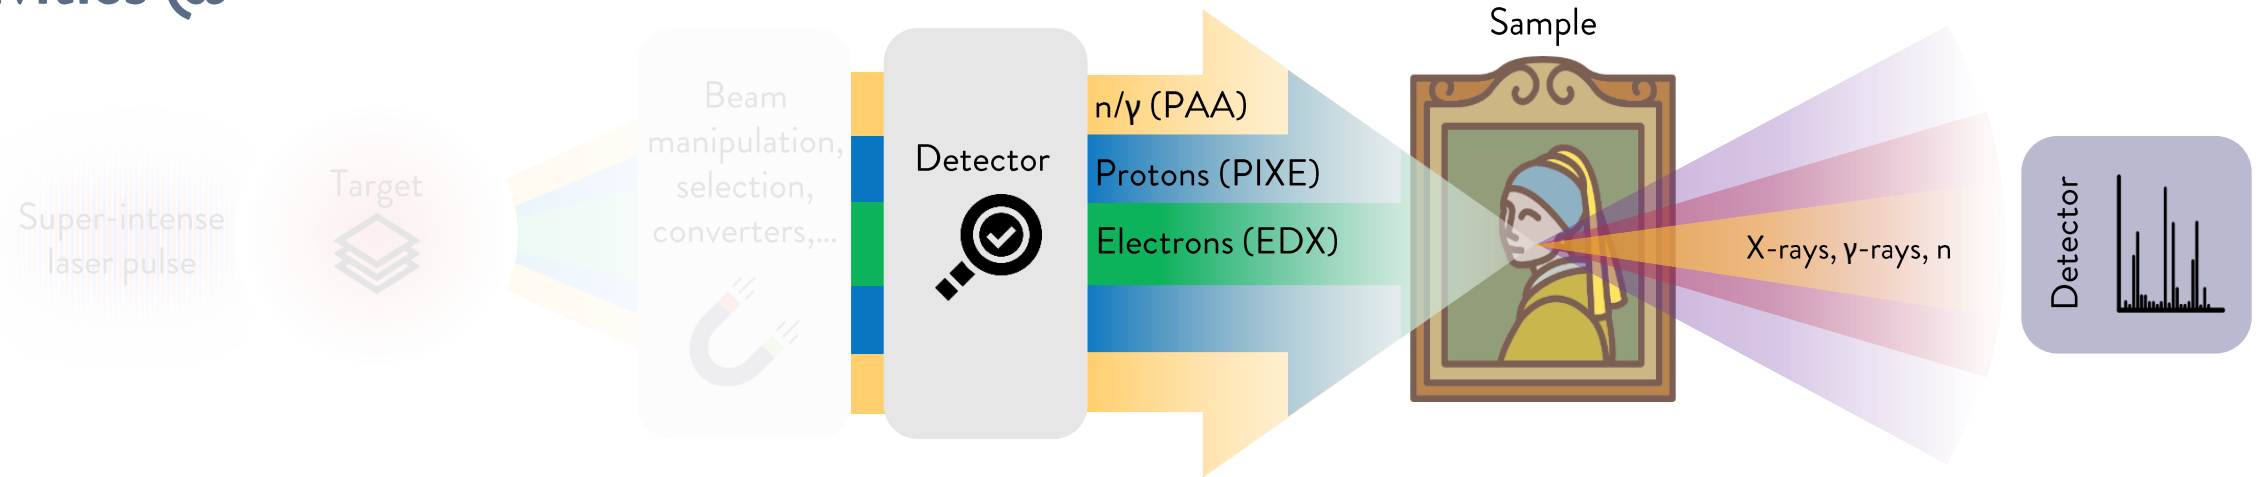 Super-intense
laser pulse
Target
Beam
manipulation,
selection,
converters,...
Detector
n/γ (PAA)
Protons (PIXE)
Electrons (EDX)
Sample
X-rays, γ-rays, n
Detector